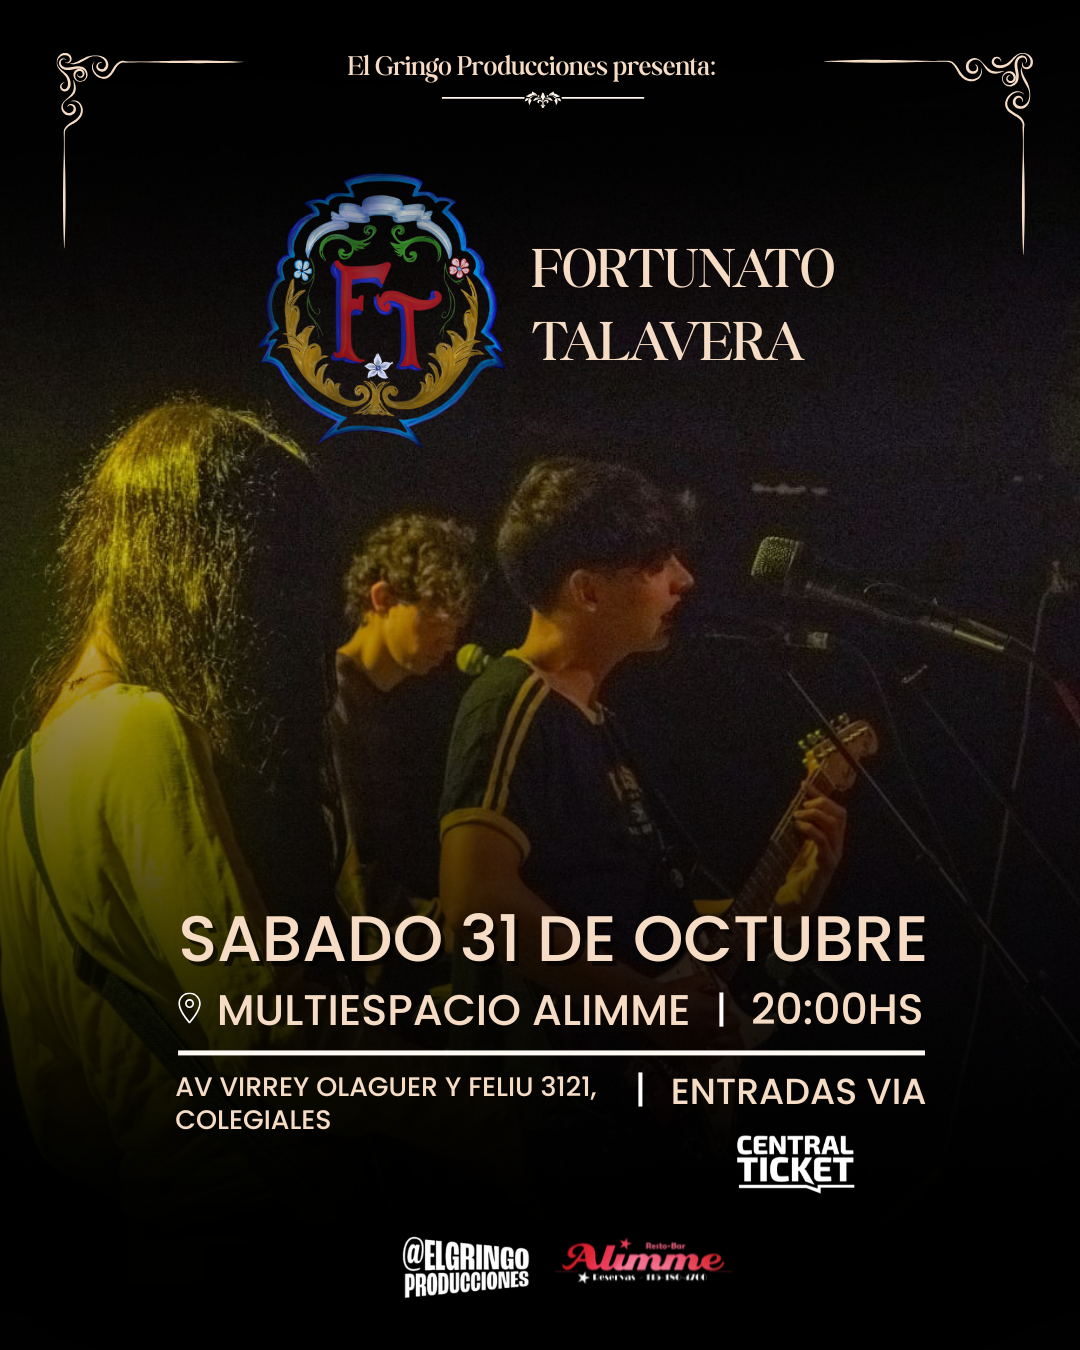 El Gringo Producciones presenta:
FT
FORTUNATO
TALAVERA
SABADO 31 DE OCTUBRE
MULTIESPACIO ALIMME | 20:00HS
AV VIRREY OLAGUER Y FELIU 3121,
COLEGIALES
| ENTRADAS VIA
CENTRAL
TICKET
@ELGRINGO
PRODUCCIONES
Resto-Bar
Alimme
Reservas